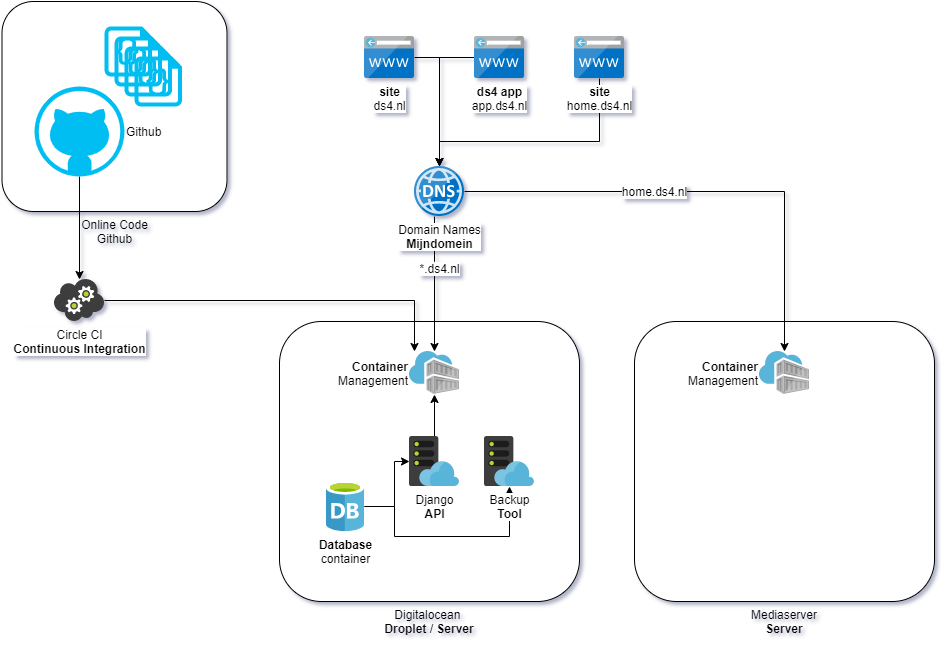 WWW
WWW
WWW
site
ds4.nl
ds4 app
app.ds4.nl
site
home.ds4.nl
Github
DNS
home.ds4.nl
Online Code
Github
Domain Names
Mijndomein
*.ds4.nl
Circle CI
Continuous Integration
Container
Management
Container
Management
Django
API
Backup
Tool
DB
Database
container
Digitalocean
Droplet / Server
Mediaserver
Server